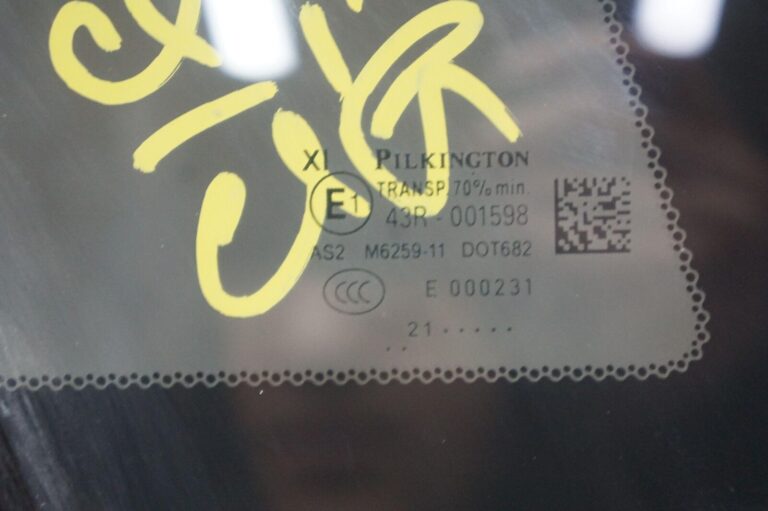 XI PILKINGTON
TRANSP. 70% min.
E1 43R - 001598
AS2 M6259-11 DOT682
CCC E 000231
21 .....
..